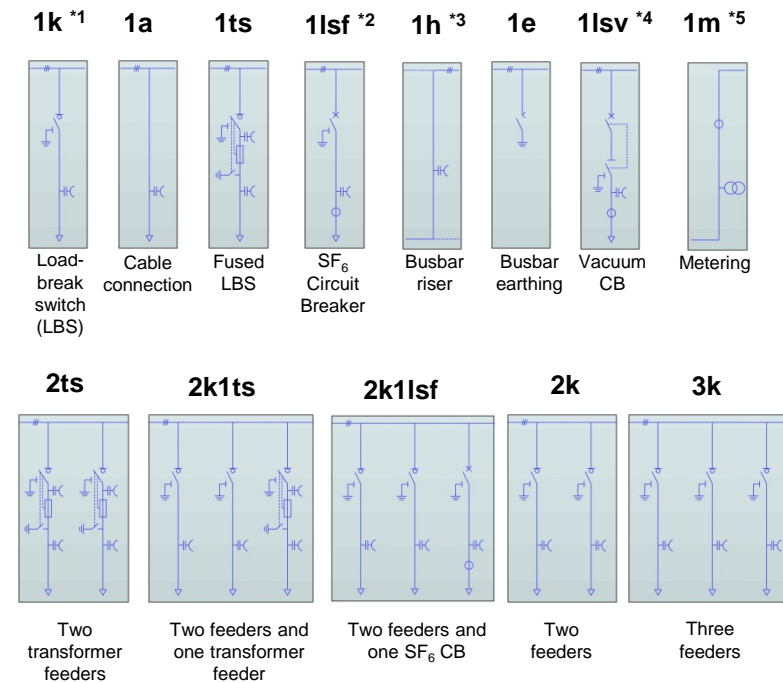 1k *1 1a 1ts 1lsf *2 1h *3 1e 1lsv *4 1m *5
Load-
break
switch
(LBS)
Cable
connection
Fused
LBS
SF6
Circuit
Breaker
Busbar
riser
Busbar
earthing
Vacuum
CB
Metering
2ts 2k1ts 2k1lsf 2k 3k
Two
transformer
feeders
Two feeders and
one transformer
feeder
Two feeders and
one SF6 CB
Two
feeders
Three
feeders